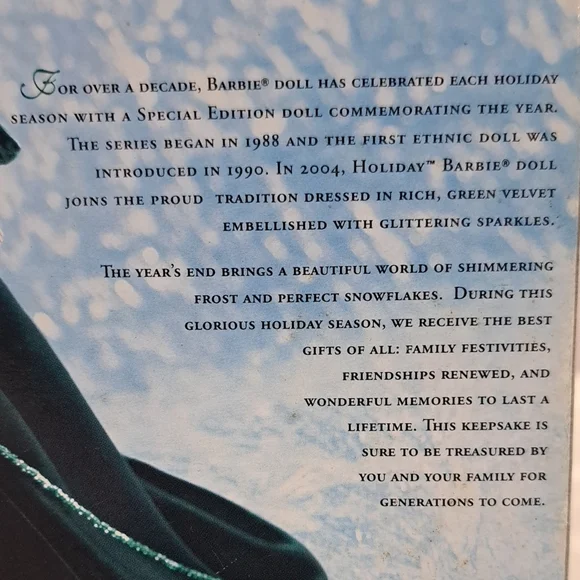 For over a decade, Barbie® doll has celebrated each holiday
season with a Special Edition doll commemorating the year.
The series began in 1988 and the first ethnic doll was
introduced in 1990. In 2004, Holiday™ Barbie® doll
joins the proud tradition dressed in rich, green velvet
embellished with glittering sparkles.
The year's end brings a beautiful world of shimmering
frost and perfect snowflakes. During this
glorious holiday season, we receive the best
gifts of all: family festivities,
friendships renewed, and
wonderful memories to last a
lifetime. This keepsake is
sure to be treasured by
you and your family for
generations to come.